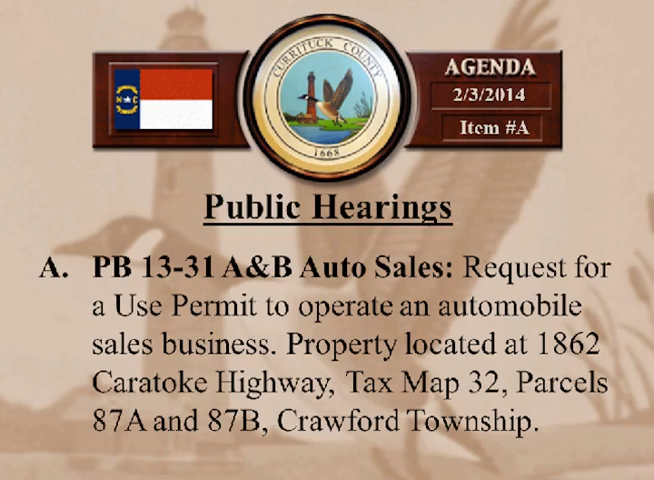 CURRITUCK COUNTY
1668
N C
AGENDA
2/3/2014
Item #A
Public Hearings
A. PB 13-31 A&B Auto Sales: Request for
a Use Permit to operate an automobile
sales business. Property located at 1862
Caratoke Highway, Tax Map 32, Parcels
87A and 87B, Crawford Township.